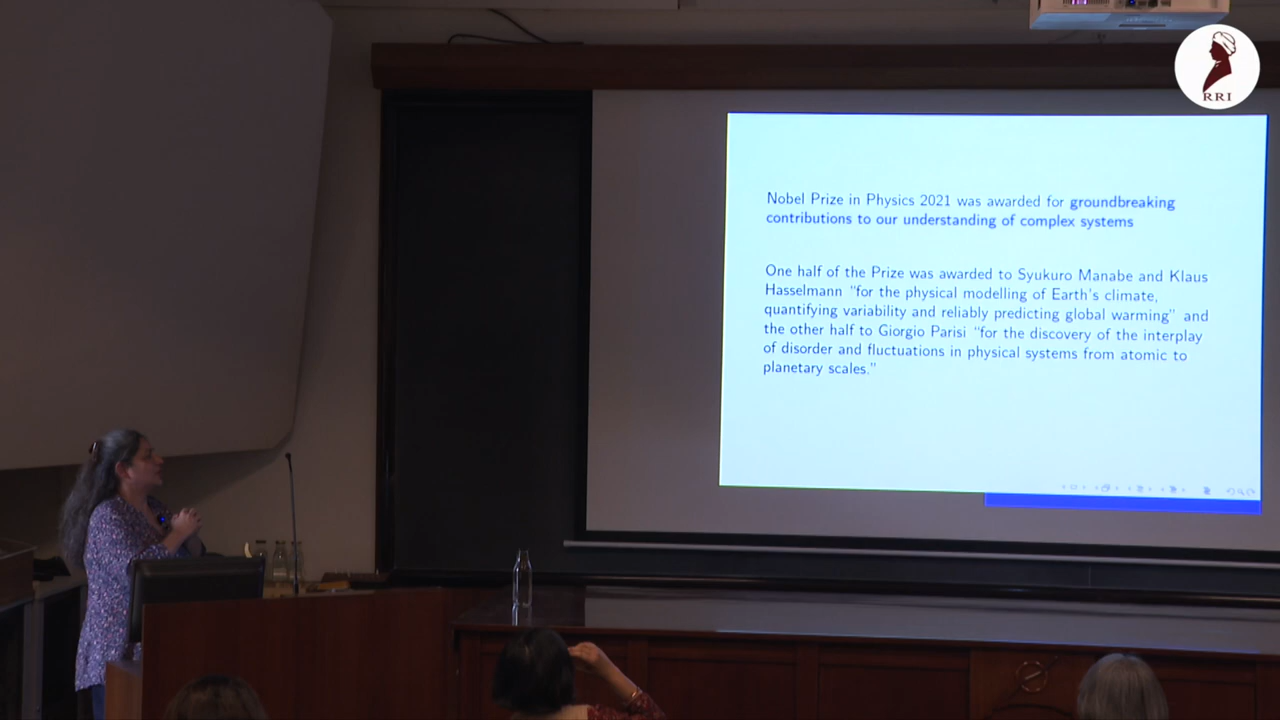 RRI
Nobel Prize in Physics 2021 was awarded for groundbreaking
contributions to our understanding of complex systems
One half of the Prize was awarded to Syukuro Manabe and Klaus
Hasselmann "for the physical modelling of Earth's climate,
quantifying variability and reliably predicting global warming" and
the other half to Giorgio Parisi "for the discovery of the interplay
of disorder and fluctuations in physical systems from atomic to
planetary scales."